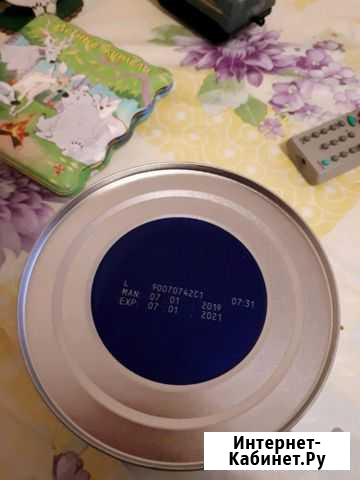 L 90070742C1 07:31
MAN: 07 01 2019
EXP: 07 01 . 2021
Интернет-
Кабинет.Ру